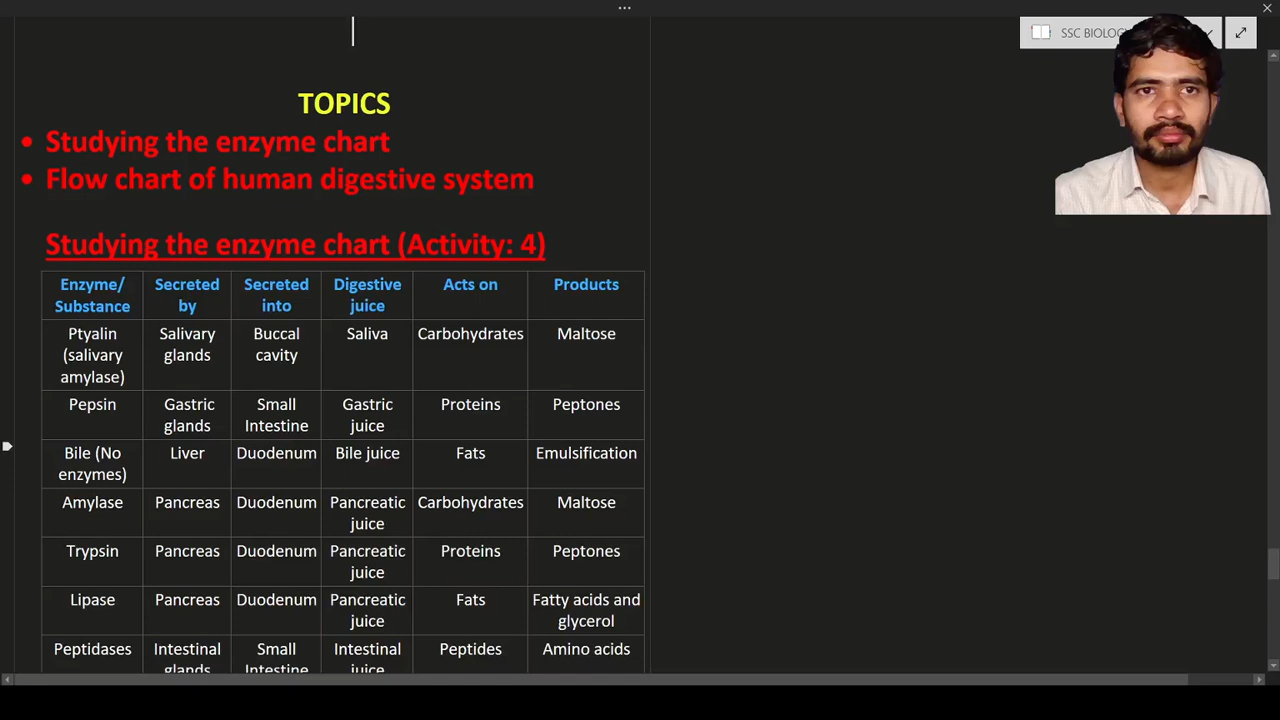 SSC BIOLOG
TOPICS
• Studying the enzyme chart
• Flow chart of human digestive system
Studying the enzyme chart (Activity: 4)
Enzyme/ Secreted Secreted Digestive Acts on Products
Substance by into juice
Ptyalin Salivary Buccal Saliva Carbohydrates Maltose
(salivary glands cavity
amylase)
Pepsin Gastric Small Gastric Proteins Peptones
glands Intestine juice
Bile (No Liver Duodenum Bile juice Fats Emulsification
enzymes)
Amylase Pancreas Duodenum Pancreatic Carbohydrates Maltose
juice
Trypsin Pancreas Duodenum Pancreatic Proteins Peptones
juice
Lipase Pancreas Duodenum Pancreatic Fats Fatty acids and
juice glycerol
Peptidases Intestinal Small Intestinal Peptides Amino acids
glands Intestine juice